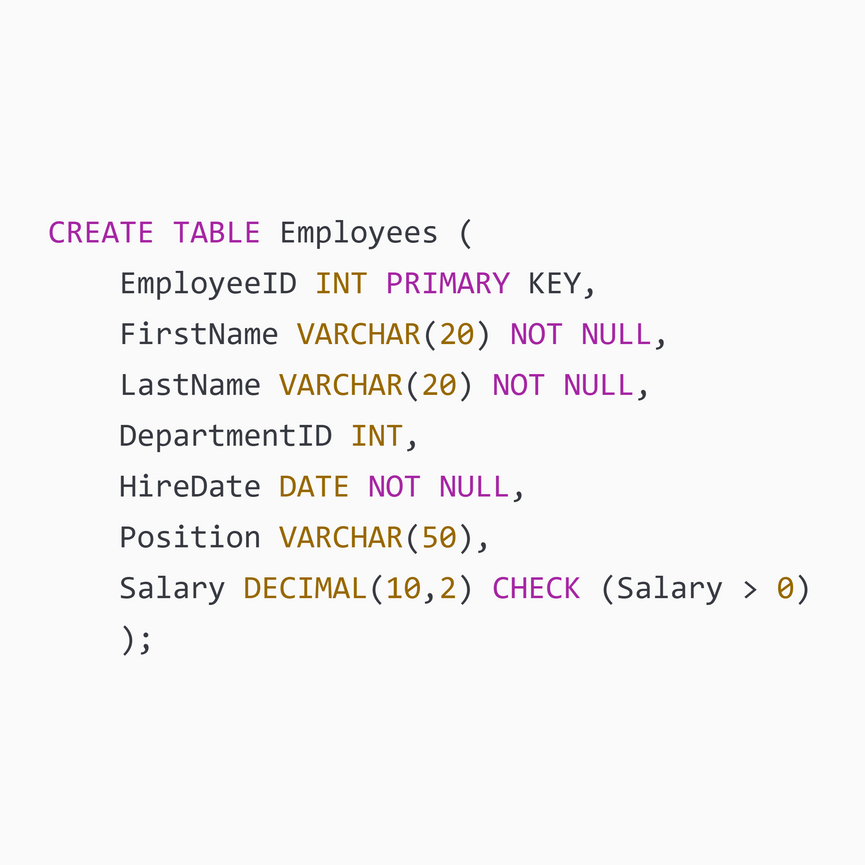 CREATE TABLE Employees (
    EmployeeID INT PRIMARY KEY,
    FirstName VARCHAR(20) NOT NULL,
    LastName VARCHAR(20) NOT NULL,
    DepartmentID INT,
    HireDate DATE NOT NULL,
    Position VARCHAR(50),
    Salary DECIMAL(10,2) CHECK (Salary > 0)
    );